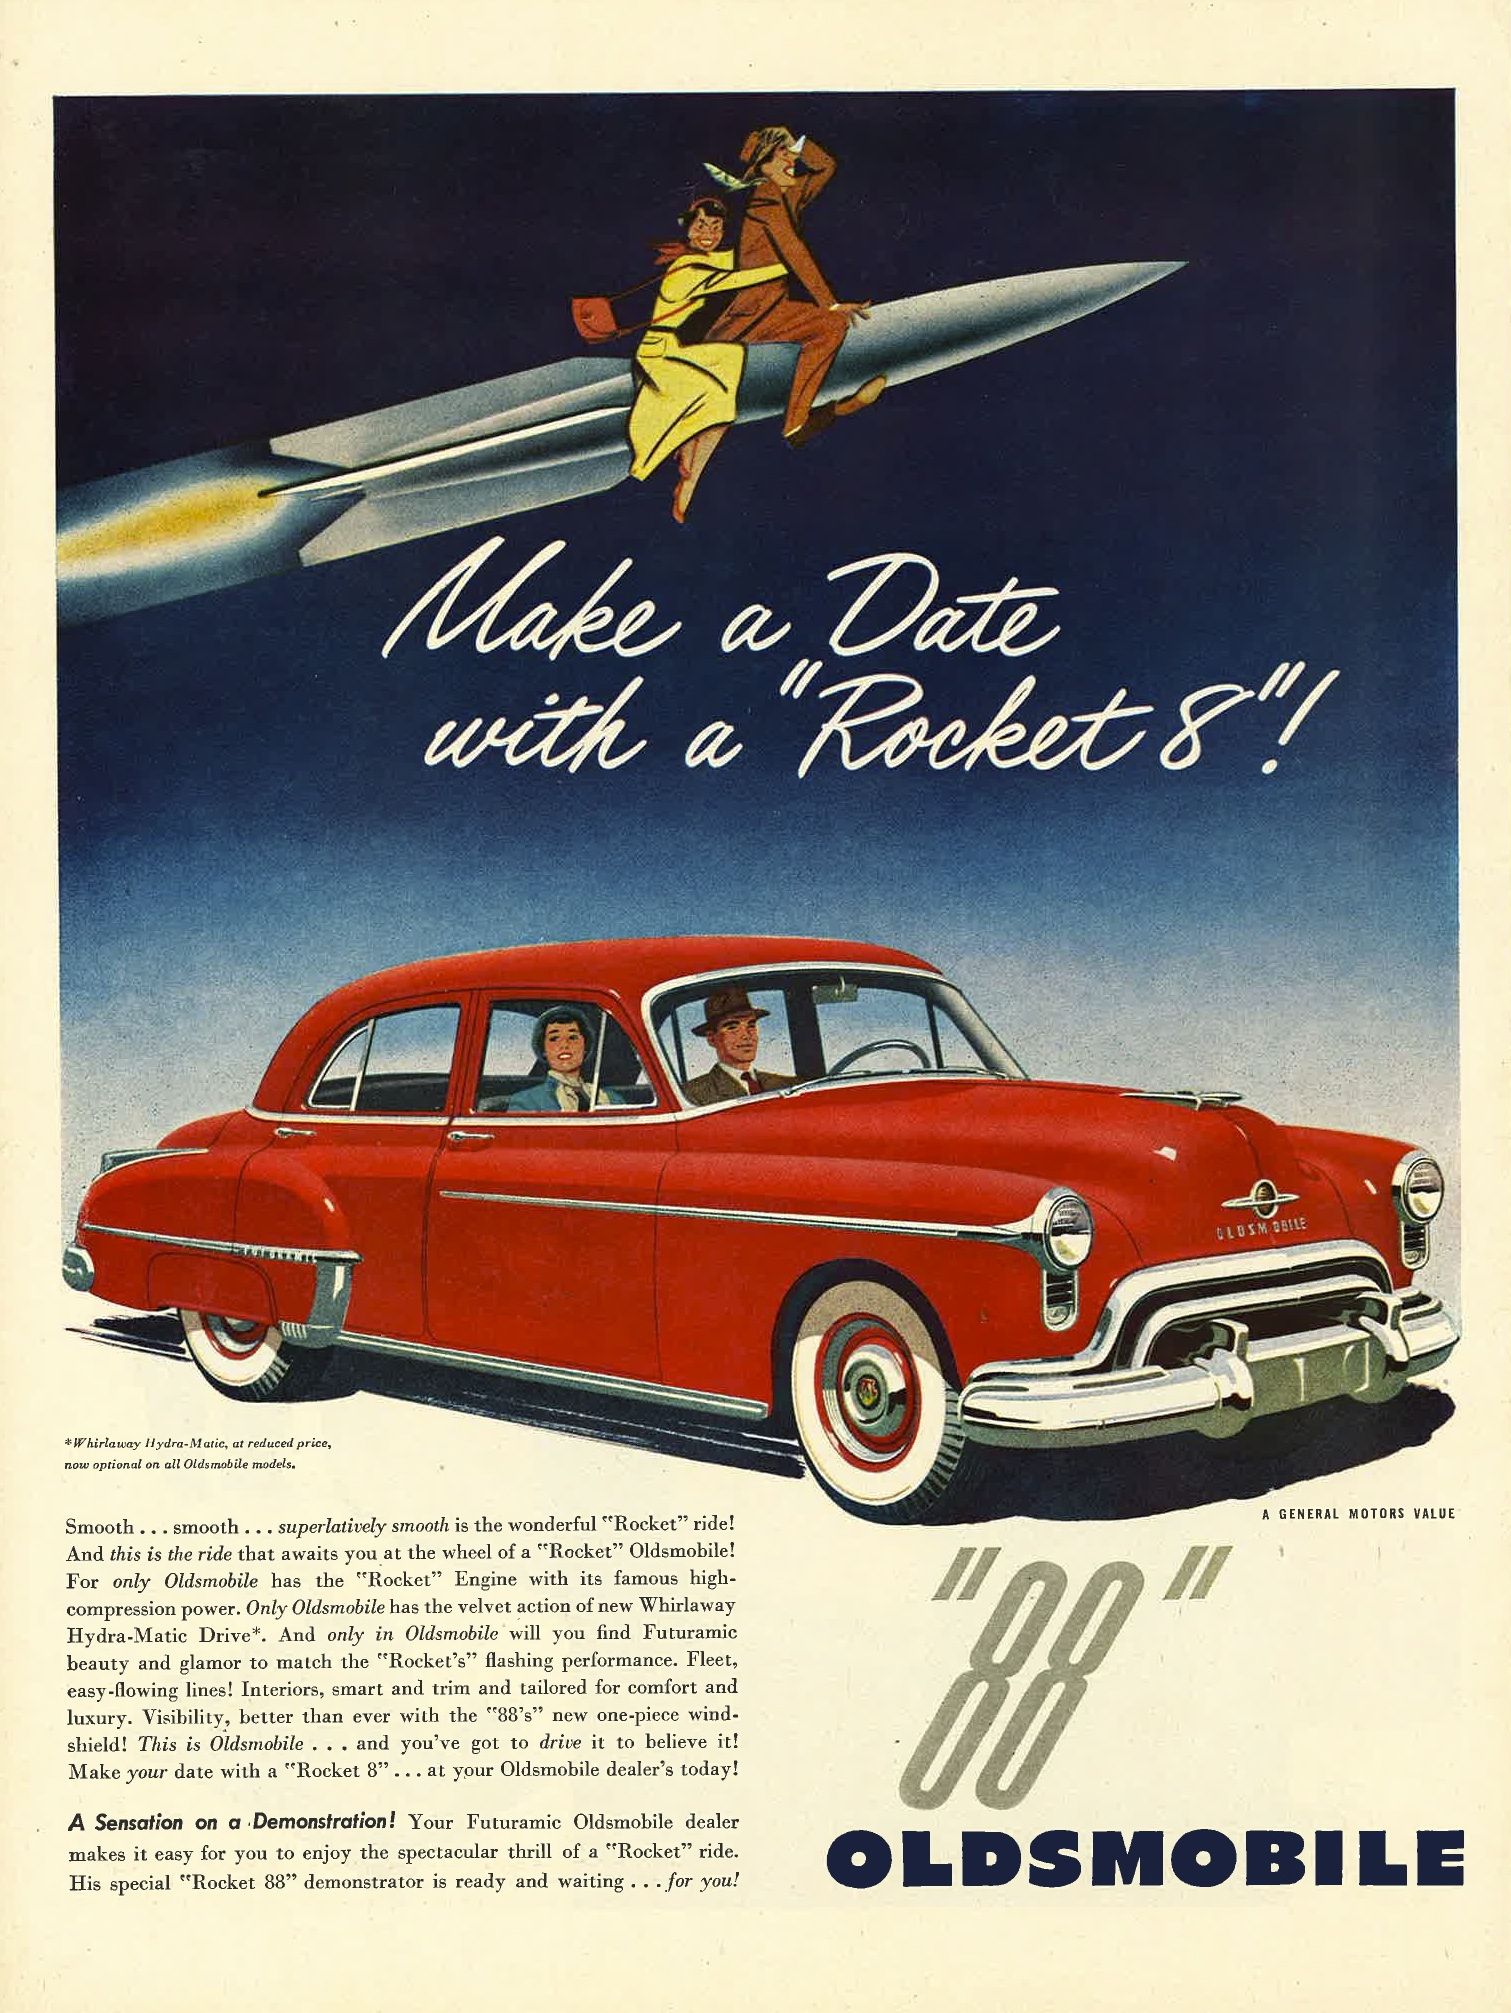 Make a Date
with a "Rocket 8"!
OLDSMOBILE
FUTURAMIC
*Whirlaway Hydra-Matic, at reduced price,
now optional on all Oldsmobile models.
A GENERAL MOTORS VALUE
Smooth . . . smooth . . . superlatively smooth is the wonderful "Rocket" ride!
And this is the ride that awaits you at the wheel of a "Rocket" Oldsmobile!
For only Oldsmobile has the "Rocket" Engine with its famous high-
compression power. Only Oldsmobile has the velvet action of new Whirlaway
Hydra-Matic Drive*. And only in Oldsmobile will you find Futuramic
beauty and glamor to match the "Rocket's" flashing performance. Fleet,
easy-flowing lines! Interiors, smart and trim and tailored for comfort and
luxury. Visibility, better than ever with the "88's" new one-piece wind-
shield! This is Oldsmobile . . . and you've got to drive it to believe it!
Make your date with a "Rocket 8" . . . at your Oldsmobile dealer's today!
A Sensation on a Demonstration! Your Futuramic Oldsmobile dealer
makes it easy for you to enjoy the spectacular thrill of a "Rocket" ride.
His special "Rocket 88" demonstrator is ready and waiting . . . for you!
"88"
OLDSMOBILE